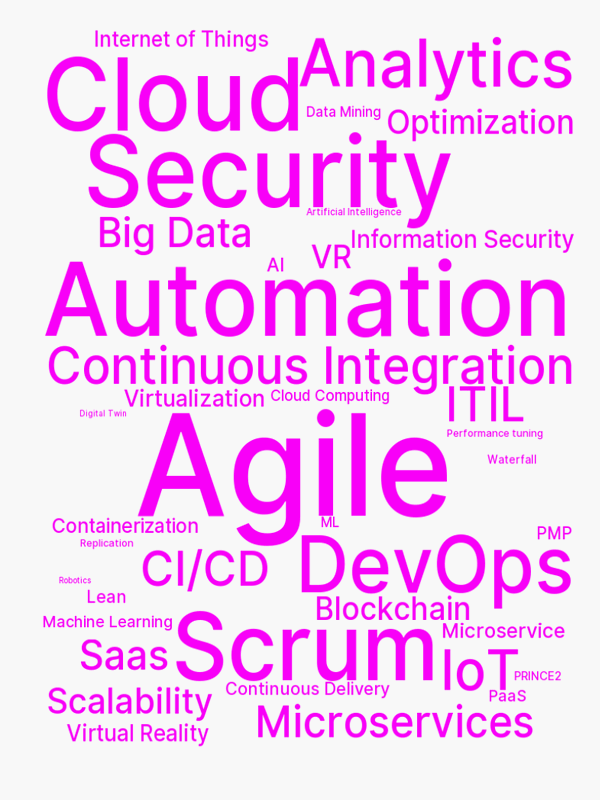 Internet of Things
Analytics
Cloud
Data Mining
Optimization
Security
Artificial Intelligence
Big Data
Information Security
VR
AI
Automation
Continuous Integration
Virtualization
Cloud Computing
ITIL
Digital Twin
Performance tuning
Agile
Waterfall
Containerization
ML
PMP
Replication
CI/CD
DevOps
Robotics
Lean
Blockchain
Machine Learning
Scrum
Microservice
Saas
IoT
PRINCE2
Continuous Delivery
PaaS
Scalability
Microservices
Virtual Reality